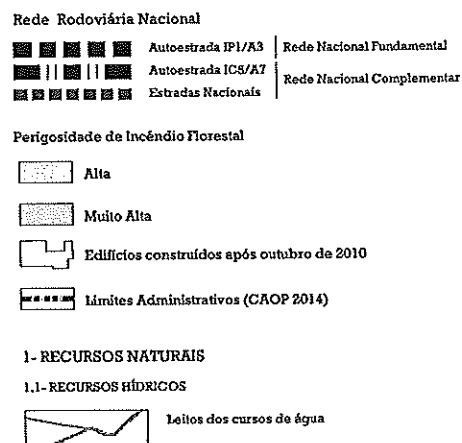 Rede Rodoviária Nacional
Autoestrada IP1/A3 Rede Nacional Fundamental
Autoestrada IC5/A7
Rede Nacional Complementar
Estradas Nacionais
Perigosidade de Incêndio Florestal
Alta
Muito Alta
Edifícios construídos após outubro de 2010
Limites Administrativos (CAOP 2014)
1- RECURSOS NATURAIS
1.1- RECURSOS HÍDRICOS
Leitos dos cursos de água